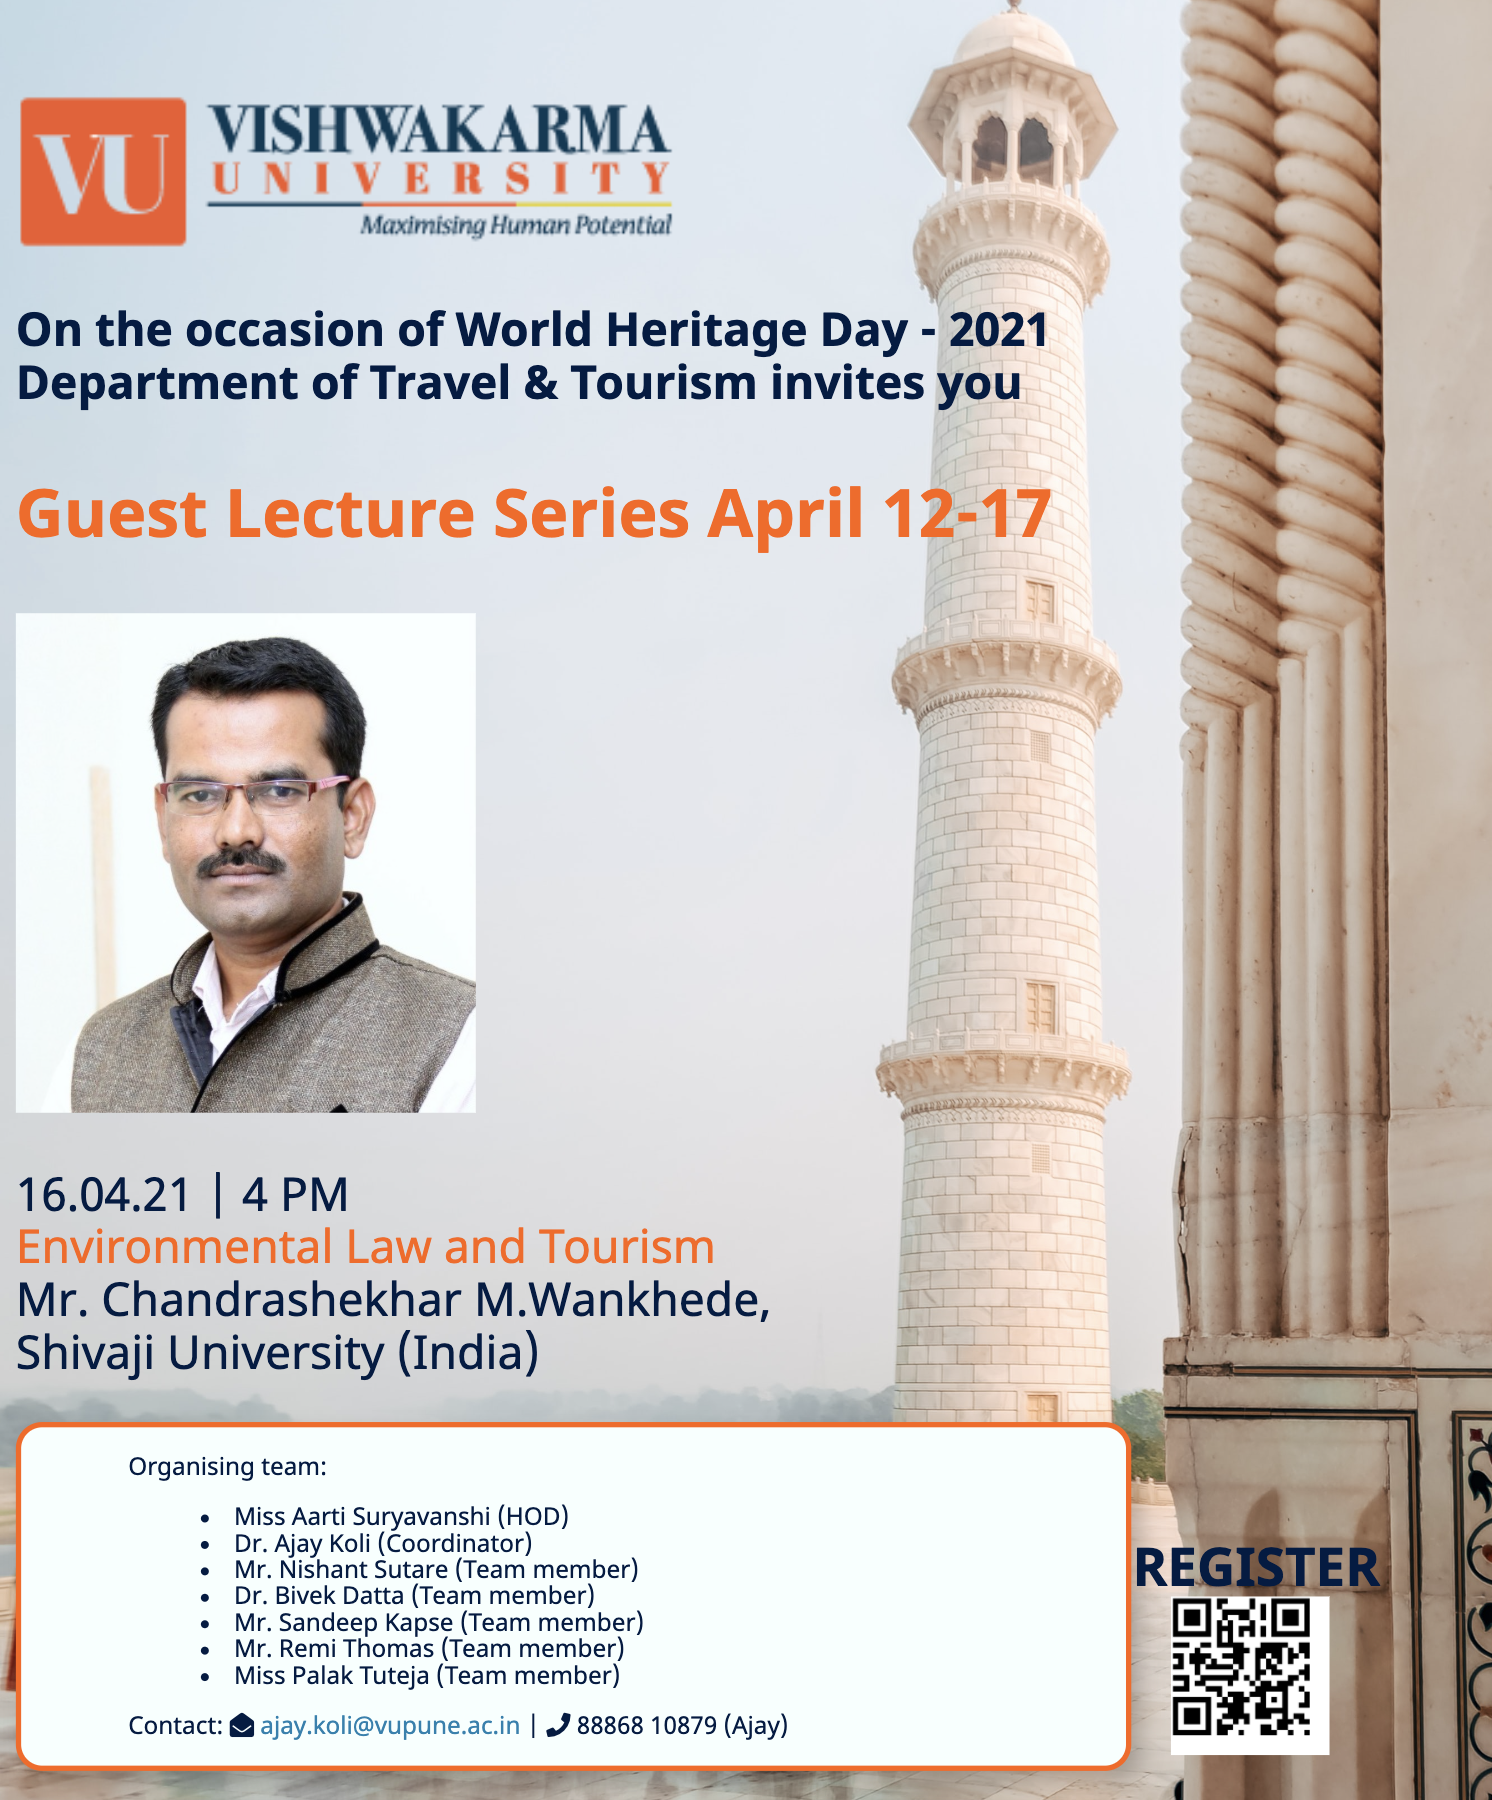 VU
VISHWAKARMA
UNIVERSITY
Maximising Human Potential
On the occasion of World Heritage Day - 2021
Department of Travel & Tourism invites you
Guest Lecture Series April 12-17
16.04.21 | 4 PM
Environmental Law and Tourism
Mr. Chandrashekhar M.Wankhede,
Shivaji University (India)
Organising team:
• Miss Aarti Suryavanshi (HOD)
• Dr. Ajay Koli (Coordinator)
• Mr. Nishant Sutare (Team member)
• Dr. Bivek Datta (Team member)
• Mr. Sandeep Kapse (Team member)
• Mr. Remi Thomas (Team member)
• Miss Palak Tuteja (Team member)
Contact: ajay.koli@vupune.ac.in | 88868 10879 (Ajay)
REGISTER